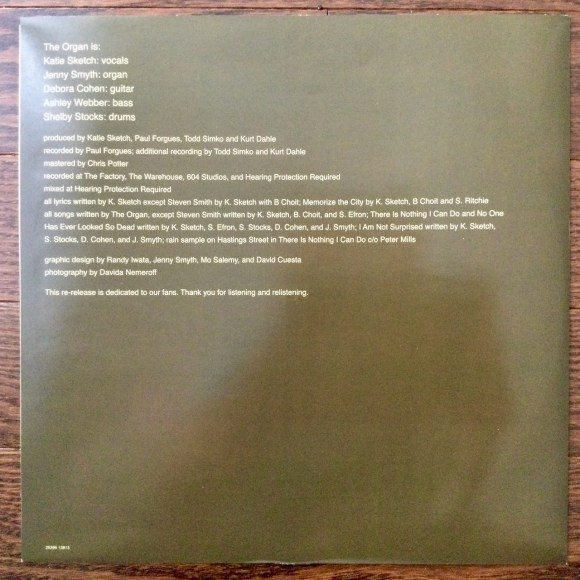 The Organ is:
Katie Sketch: vocals
Jenny Smyth: organ
Debora Cohen: guitar
Ashley Webber: bass
Shelby Stocks: drums
produced by Katie Sketch, Paul Forgues, Todd Simko and Kurt Dahle
recorded by Paul Forgues; additional recording by Todd Simko and Kurt Dahle
mastered by Chris Potter
recorded at The Factory, The Warehouse, 604 Studios, and Hearing Protection Required
mixed at Hearing Protection Required
all lyrics written by K. Sketch except Steven Smith by K. Sketch with B Choit; Memorize the City by K. Sketch, B Choit and S. Ritchie
all songs written by The Organ, except Steven Smith written by K. Sketch, B. Choit, and S. Efron; There Is Nothing I Can Do and No One
Has Ever Looked So Dead written by K. Sketch, S. Efron, S. Stocks, D. Cohen, and J. Smyth; I Am Not Surprised written by K. Sketch,
S. Stocks, D. Cohen, and J. Smyth; rain sample on Hastings Street in There Is Nothing I Can Do c/o Peter Mills
graphic design by Randy Iwata, Jenny Smyth, Mo Salemy, and David Cuesta
photography by Davida Nemeroff
This re-release is dedicated to our fans. Thank you for listening and relistening.